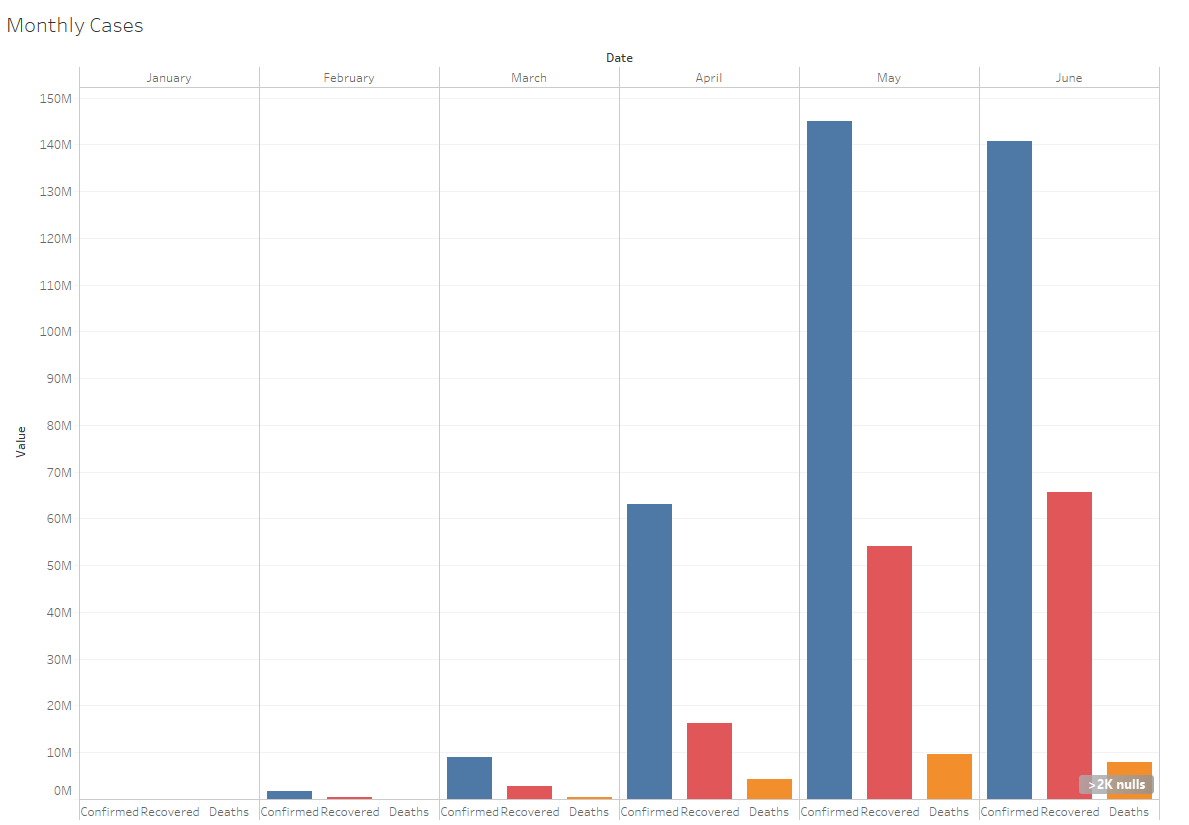 Monthly Cases
Date
January February March April May June
150M
140M
130M
120M
110M
100M
90M
80M
70M
60M
50M
40M
30M
20M
10M
0M
Value
>2K nulls
Confirmed Recovered Deaths Confirmed Recovered Deaths Confirmed Recovered Deaths Confirmed Recovered Deaths Confirmed Recovered Deaths Confirmed Recovered Deaths